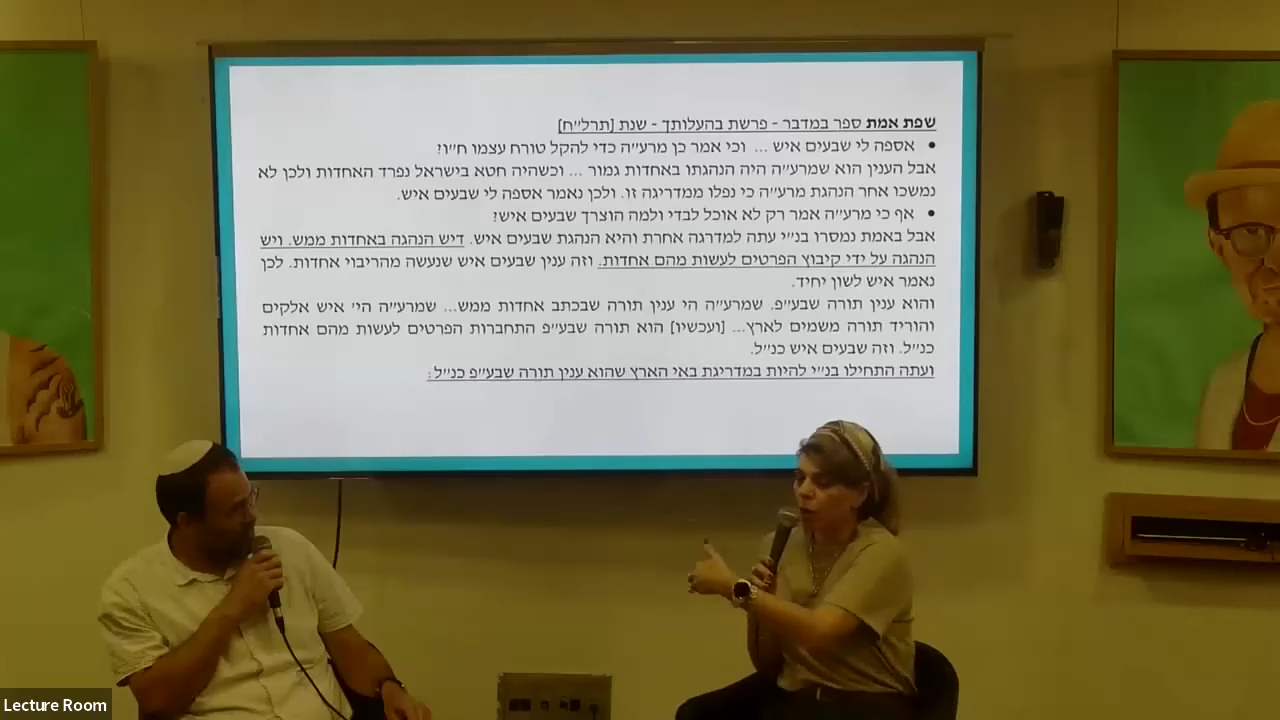 שפת אמת ספר במדבר - פרשת בהעלותך - שנת [תרל״ח]
• אספה לי שבעים איש ... וכי אמר כן מרע״ה כדי להקל טורח עצמו ח״ו?
אבל הענין הוא שמרע״ה היה הנהגתו באחדות גמור ... וכשהיה חטא בישראל נפרד האחדות ולכן לא
נמשכו אחר הנהגת מרע״ה כי נפלו ממדריגה זו. ולכן נאמר אספה לי שבעים איש.
• אף כי מרע״ה אמר רק לא אוכל לבדי ולמה הוצרך שבעים איש?
אבל באמת נמסרו בנ״י עתה למדרגה אחרת והיא הנהגת שבעים איש. דיש הנהגה באחדות ממש. ויש
הנהגה על ידי קיבוץ הפרטים לעשות מהם אחדות. וזה ענין שבעים איש שנעשה מהריבוי אחדות. לכן
נאמר איש לשון יחיד.
והוא ענין תורה שבע״פ. שמרע״ה הי ענין תורה שבכתב אחדות ממש... שמרע״ה הי׳ איש אלקים
והוריד תורה משמים לארץ... [ועכשיו] הוא תורה שבע״פ התחברות הפרטים לעשות מהם אחדות
כנ״ל. וזה שבעים איש כנ״ל.
ועתה התחילו בנ״י להיות במדריגת באי הארץ שהוא ענין תורה שבע״פ כנ״ל:
Lecture Room